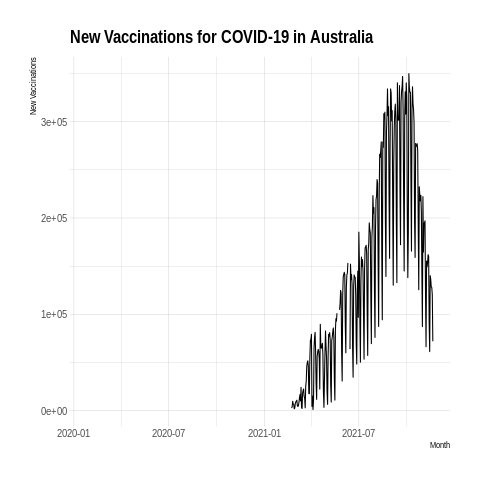 New Vaccinations for COVID-19 in Australia
New Vaccinations
3e+05
2e+05
1e+05
0e+00
2020-01 2020-07 2021-01 2021-07
Month